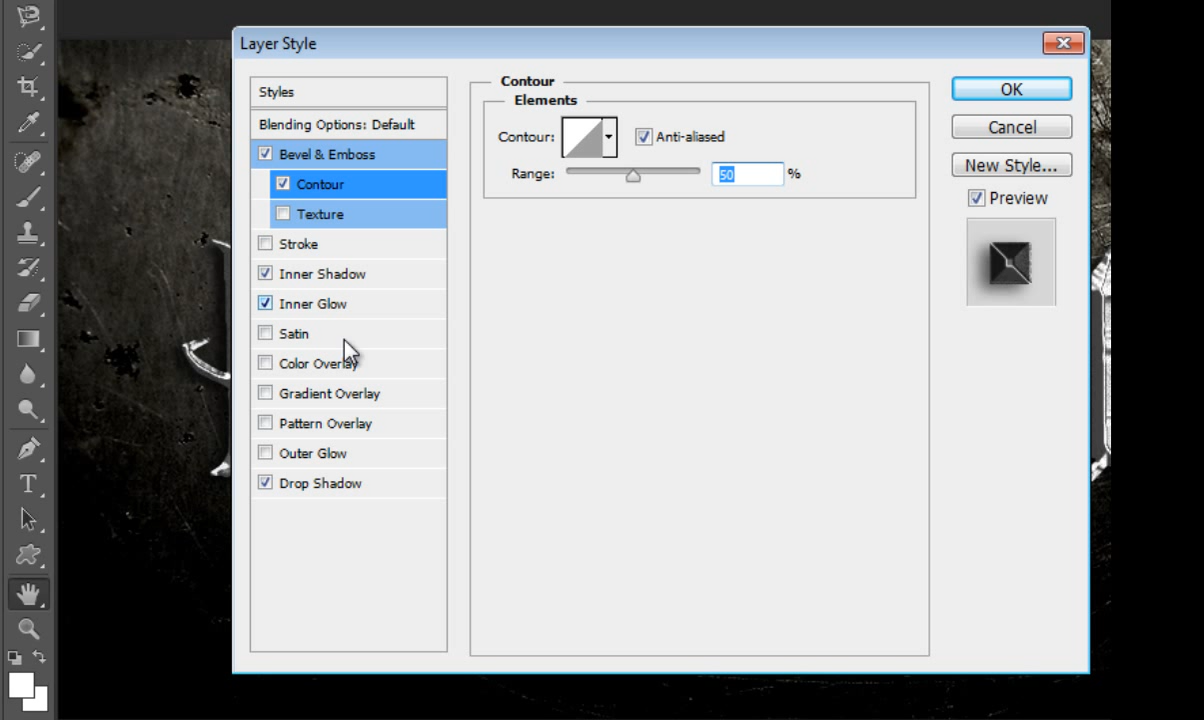 Layer Style
Styles
Blending Options: Default
Bevel & Emboss
Contour
Texture
Stroke
Inner Shadow
Inner Glow
Satin
Color Overlay
Gradient Overlay
Pattern Overlay
Outer Glow
Drop Shadow
Contour
Elements
Contour:
Anti-aliased
Range:
50
%
OK
Cancel
New Style...
Preview
T